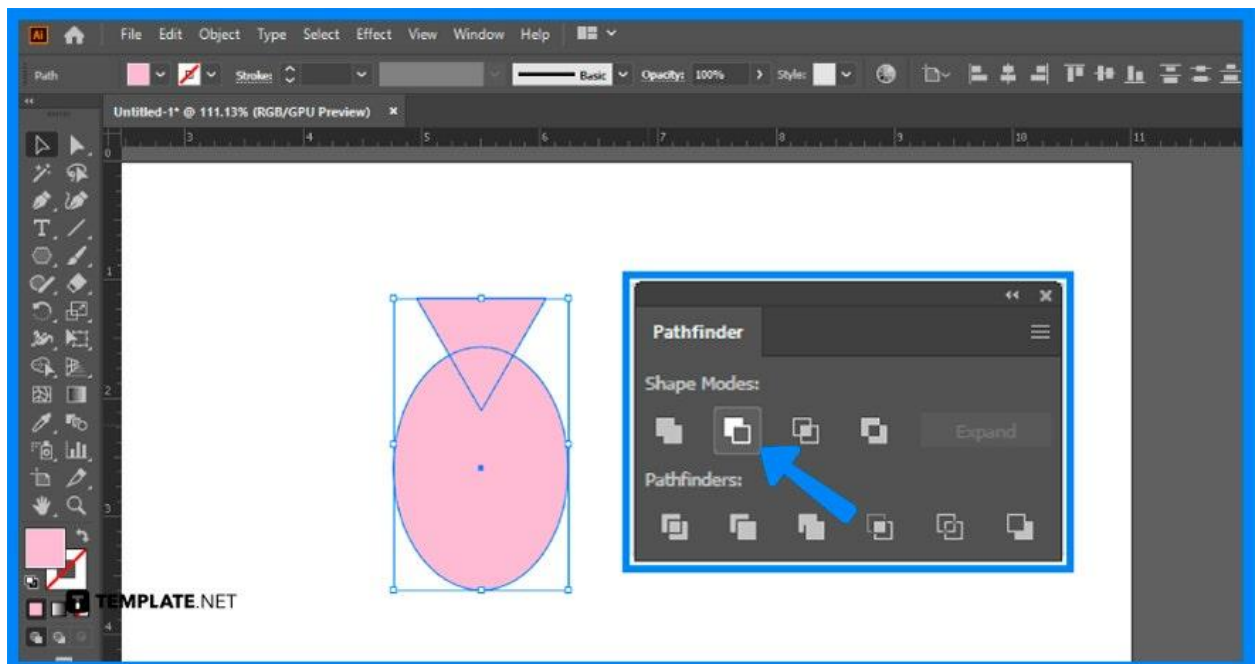 Ai File Edit Object Type Select Effect View Window Help
Path Stroke: Basic Opacity: 100% Style:
Untitled-1* @ 111.13% (RGB/GPU Preview)
3 4 5 6 7 8 9 10 11
0
1
2
3
4
Pathfinder
Shape Modes:
Expand
Pathfinders:
T TEMPLATE.NET